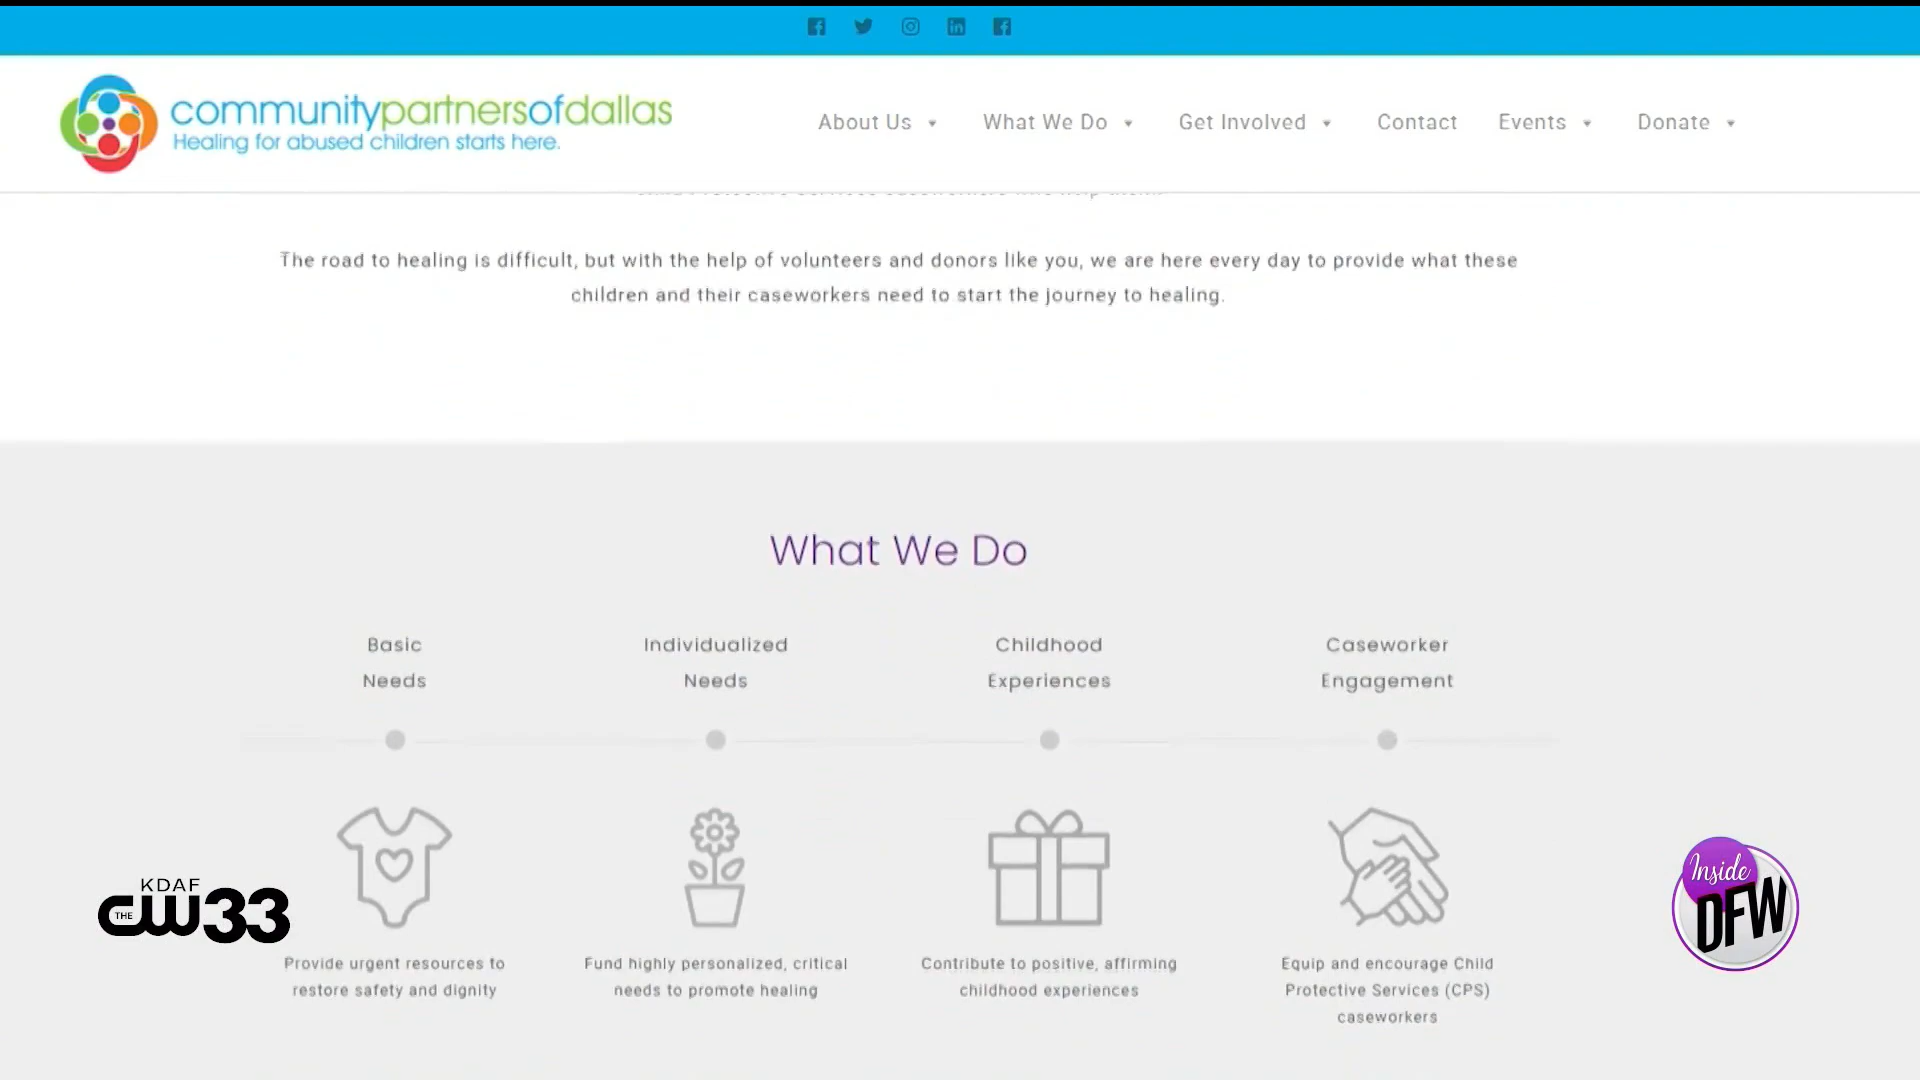 communitypartnersofdallas
Healing for abused children starts here.
About Us
What We Do
Get Involved
Contact
Events
Donate
The road to healing is difficult, but with the help of volunteers and donors like you, we are here every day to provide what these
children and their caseworkers need to start the journey to healing.
What We Do
Basic
Needs
Individualized
Needs
Childhood
Experiences
Caseworker
Engagement
Provide urgent resources to
restore safety and dignity
Fund highly personalized, critical
needs to promote healing
Contribute to positive, affirming
childhood experiences
Equip and encourage Child
Protective Services (CPS)
caseworkers
KDAF
THE CW33
Inside
DFW